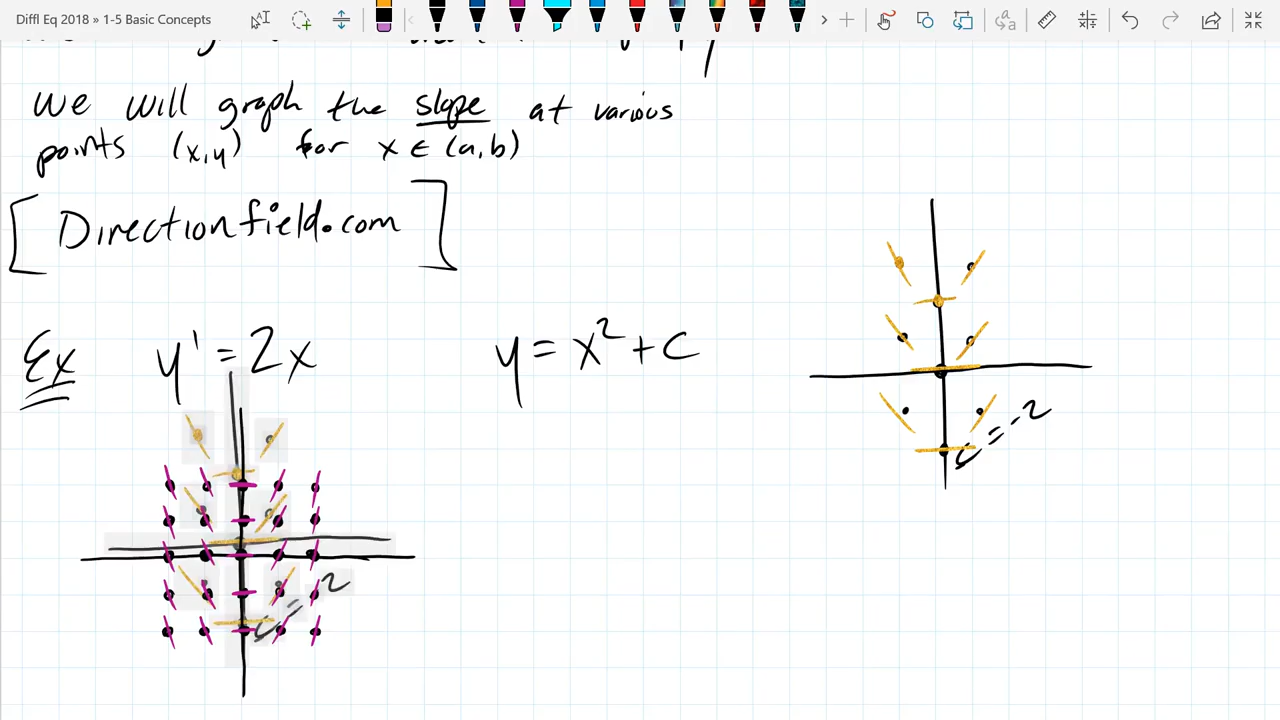 Diffl Eq 2018 » 1-5 Basic Concepts
We will graph the slope at various
points (x,y) for x ∈ (a,b)
[Directionfield.com]
Ex y' = 2x y = x² + C
C = -2
C = 2